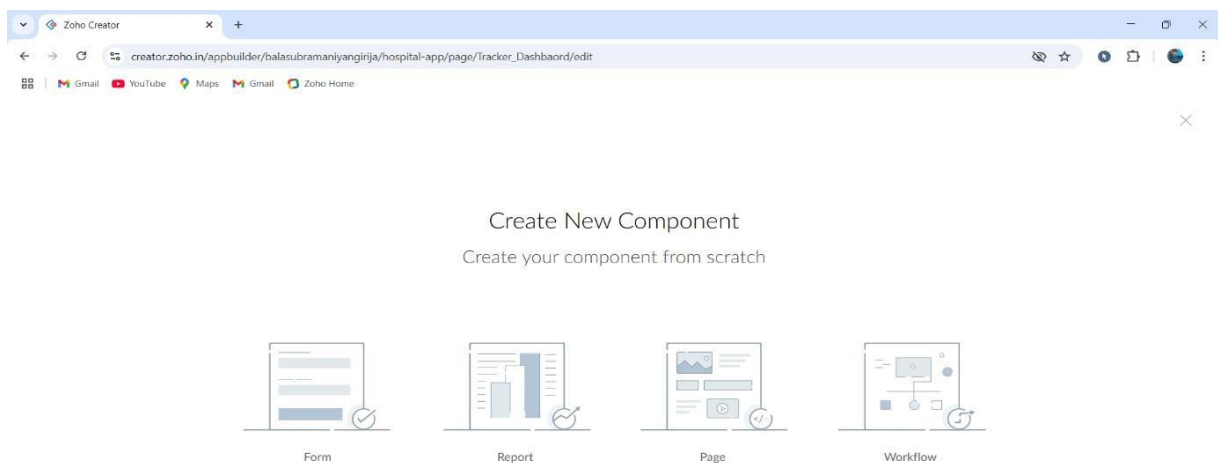 Zoho Creator
creator.zoho.in/appbuilder/balasubramaniyangirija/hospital-app/page/Tracker_Dashbaord/edit
Gmail YouTube Maps Gmail Zoho Home
Create New Component
Create your component from scratch
Form Report Page Workflow